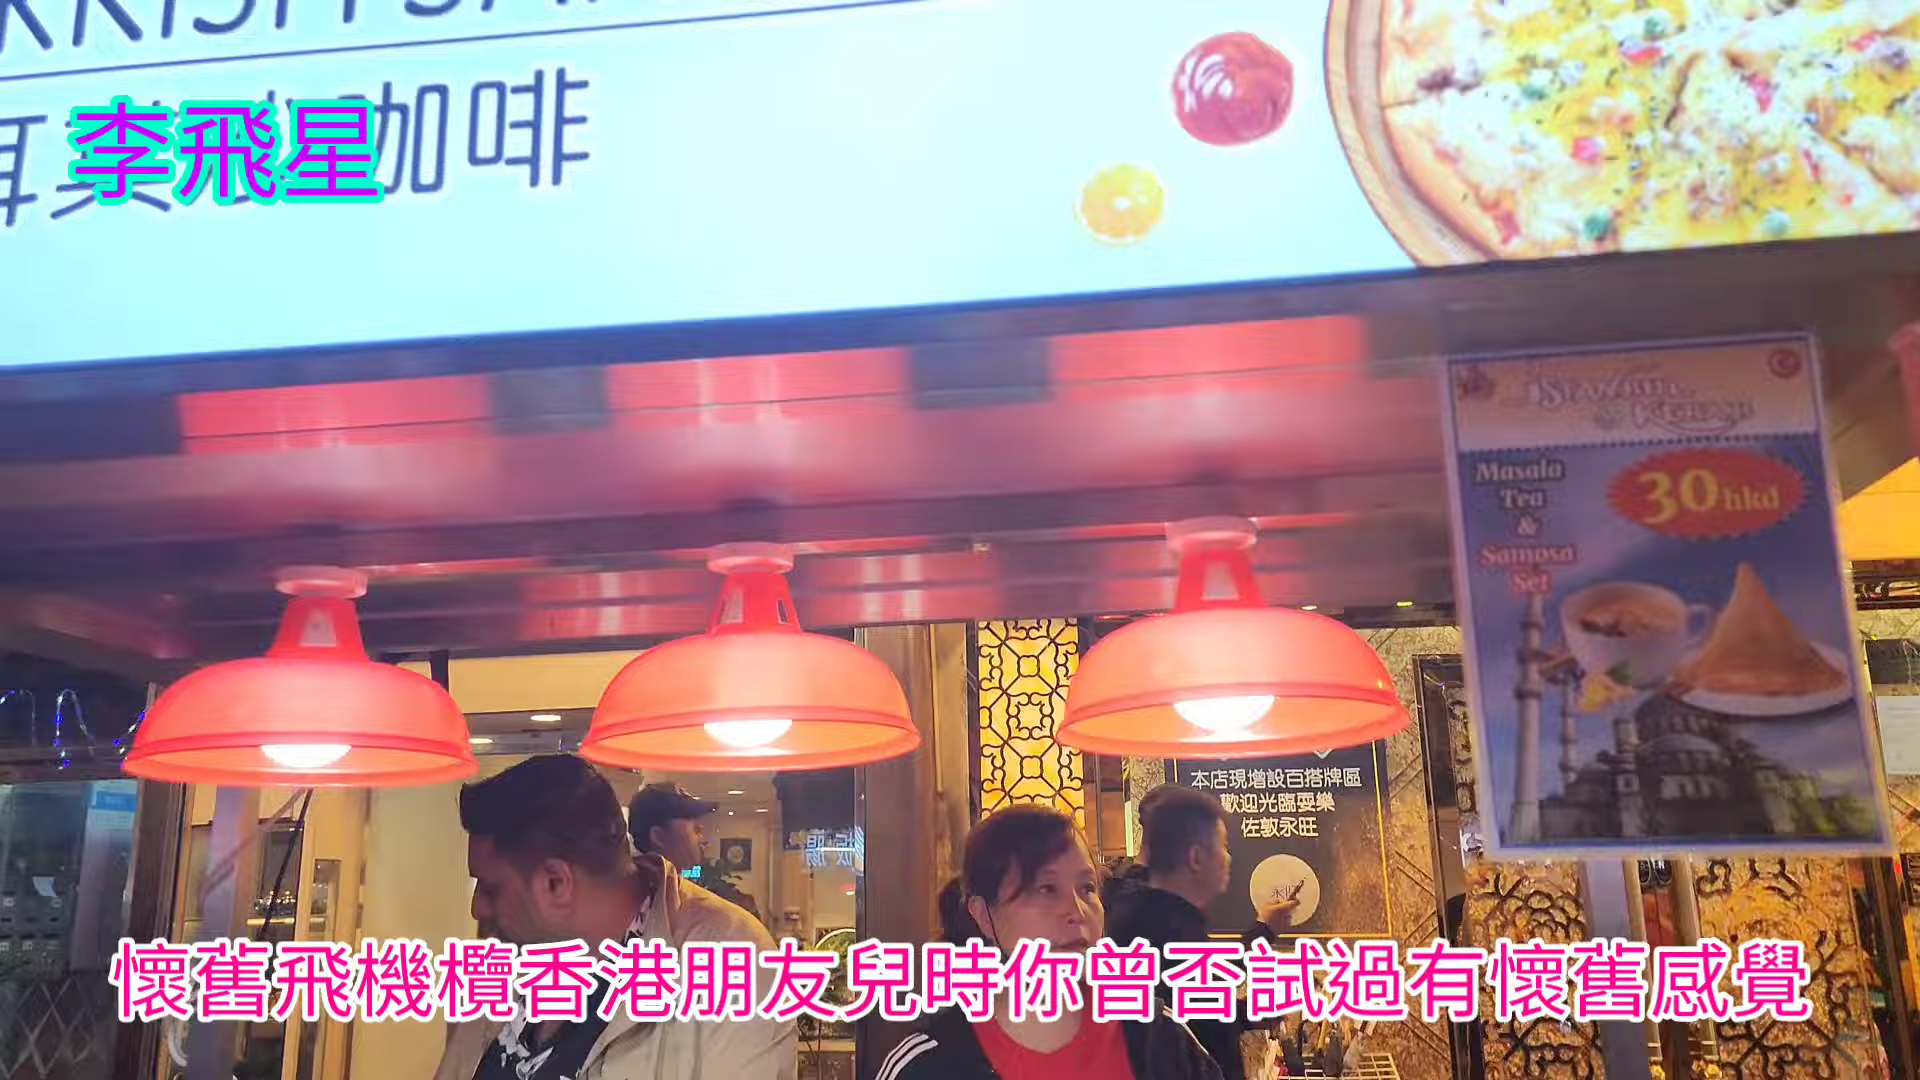 咖啡
李飛星
ISTANBUL
KEBAB
Masala
Tea
&
Samosa
Set
30hkd
本店現增設百搭牌區
歡迎光臨耍樂
佐敦永旺
懷舊飛機欖香港朋友兒時你曾否試過有懷舊感覺